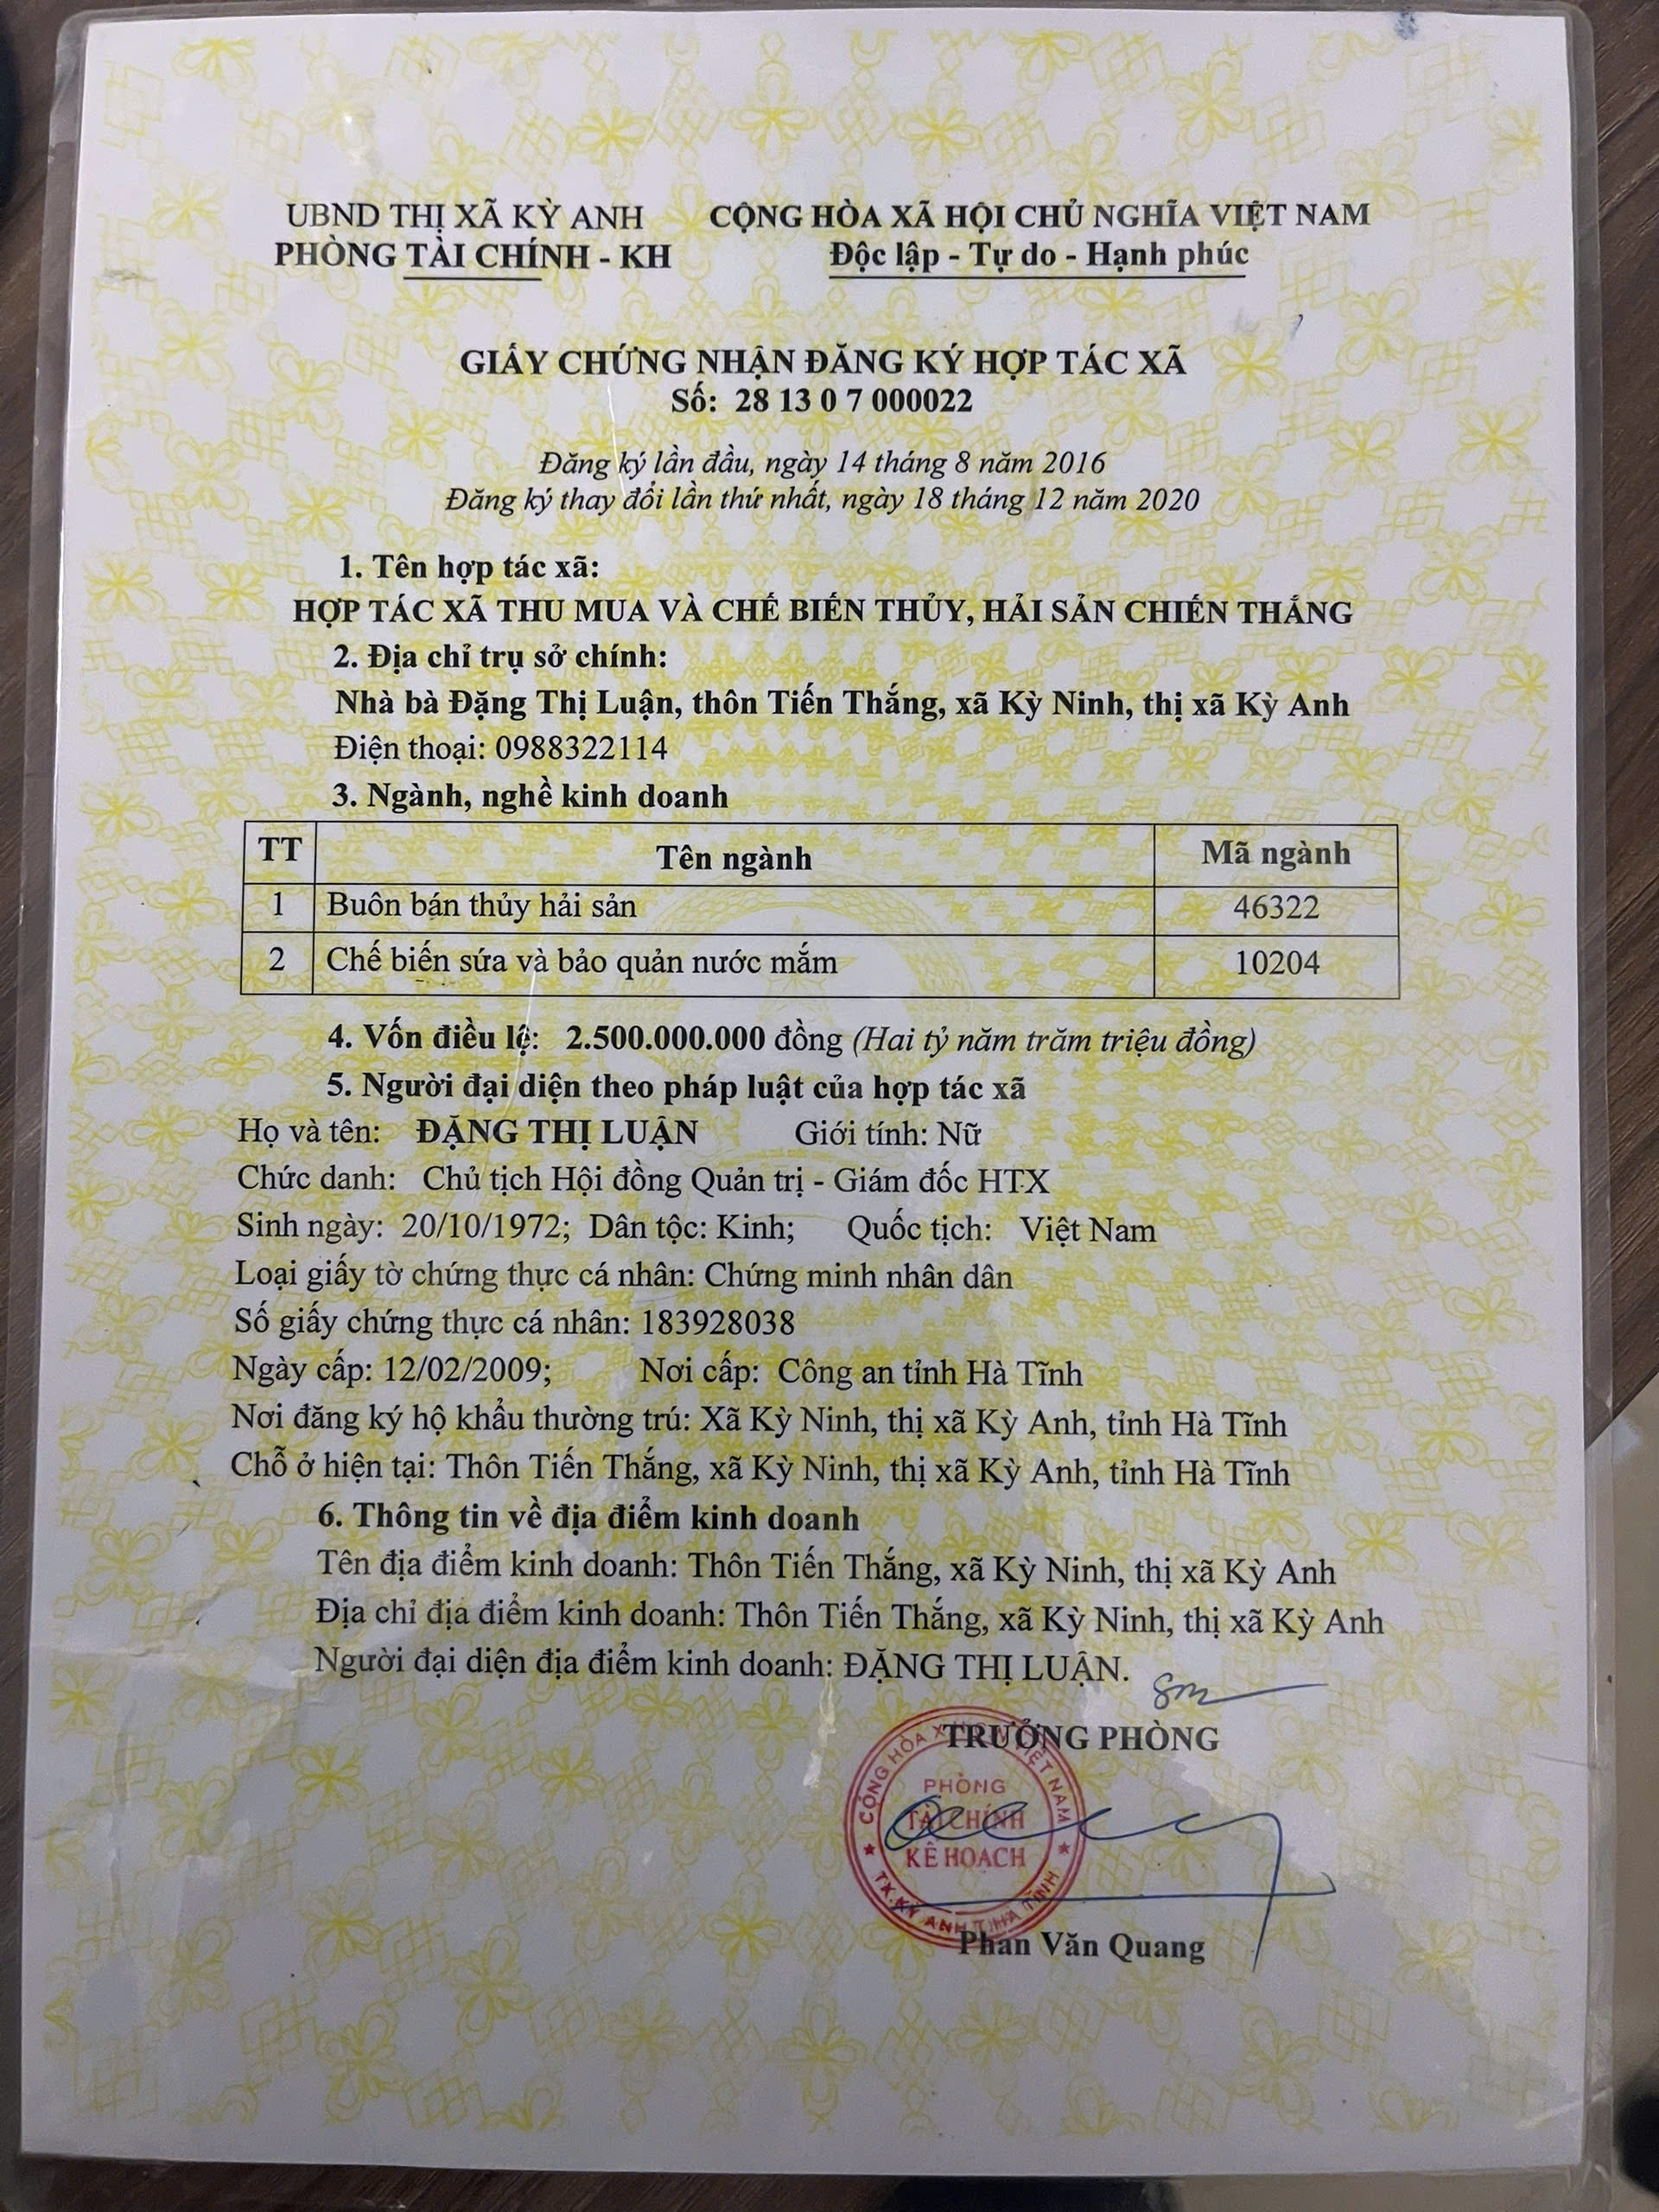 UBND THỊ XÃ KỲ ANH
PHÒNG TÀI CHÍNH - KH
CỘNG HÒA XÃ HỘI CHỦ NGHĨA VIỆT NAM
Độc lập - Tự do - Hạnh phúc
GIẤY CHỨNG NHẬN ĐĂNG KÝ HỢP TÁC XÃ
Số: 28 13 0 7 000022
Đăng ký lần đầu, ngày 14 tháng 8 năm 2016
Đăng ký thay đổi lần thứ nhất, ngày 18 tháng 12 năm 2020
1. Tên hợp tác xã:
HỢP TÁC XÃ THU MUA VÀ CHẾ BIẾN THỦY, HẢI SẢN CHIẾN THẮNG
2. Địa chỉ trụ sở chính:
Nhà bà Đặng Thị Luận, thôn Tiến Thắng, xã Kỳ Ninh, thị xã Kỳ Anh
Điện thoại: 0988322114
3. Ngành, nghề kinh doanh
TT Tên ngành Mã ngành
1 Buôn bán thủy hải sản 46322
2 Chế biến sứa và bảo quản nước mắm 10204
4. Vốn điều lệ: 2.500.000.000 đồng (Hai tỷ năm trăm triệu đồng)
5. Người đại diện theo pháp luật của hợp tác xã
Họ và tên: ĐẶNG THỊ LUẬN Giới tính: Nữ
Chức danh: Chủ tịch Hội đồng Quản trị - Giám đốc HTX
Sinh ngày: 20/10/1972; Dân tộc: Kinh; Quốc tịch: Việt Nam
Loại giấy tờ chứng thực cá nhân: Chứng minh nhân dân
Số giấy chứng thực cá nhân: 183928038
Ngày cấp: 12/02/2009; Nơi cấp: Công an tỉnh Hà Tĩnh
Nơi đăng ký hộ khẩu thường trú: Xã Kỳ Ninh, thị xã Kỳ Anh, tỉnh Hà Tĩnh
Chỗ ở hiện tại: Thôn Tiến Thắng, xã Kỳ Ninh, thị xã Kỳ Anh, tỉnh Hà Tĩnh
6. Thông tin về địa điểm kinh doanh
Tên địa điểm kinh doanh: Thôn Tiến Thắng, xã Kỳ Ninh, thị xã Kỳ Anh
Địa chỉ địa điểm kinh doanh: Thôn Tiến Thắng, xã Kỳ Ninh, thị xã Kỳ Anh
Người đại diện địa điểm kinh doanh: ĐẶNG THỊ LUẬN.
TRƯỞNG PHÒNG
PHÒNG
TÀI CHÍNH
KẾ HOẠCH
Phan Văn Quang